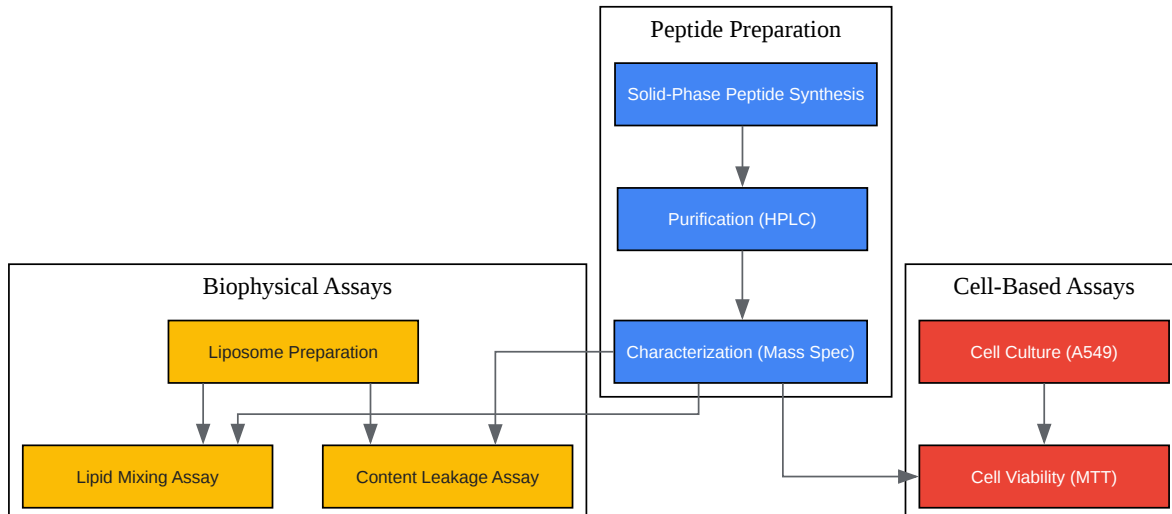 Peptide Preparation
Solid-Phase Peptide Synthesis
Purification (HPLC)
Characterization (Mass Spec)
Biophysical Assays
Liposome Preparation
Lipid Mixing Assay
Content Leakage Assay
Cell-Based Assays
Cell Culture (A549)
Cell Viability (MTT)